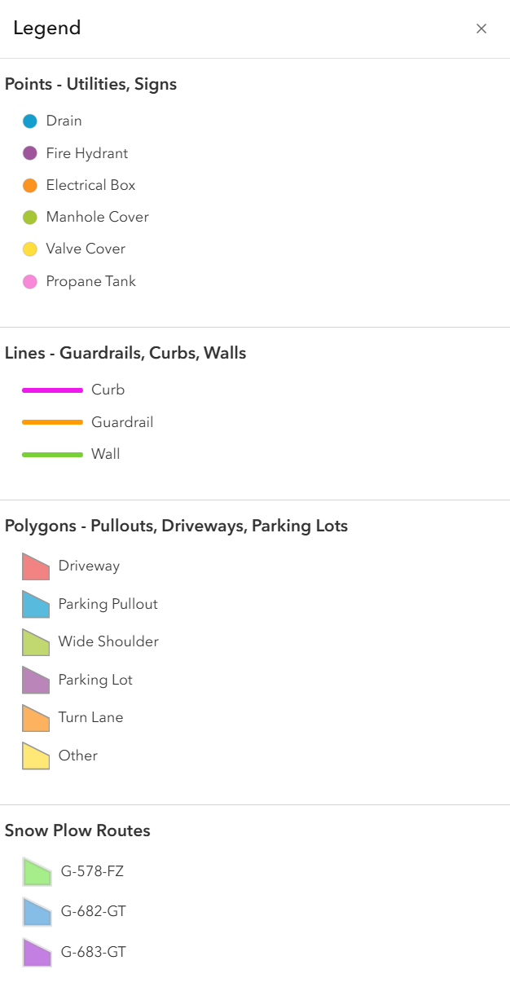 Legend
Points - Utilities, Signs
Drain
Fire Hydrant
Electrical Box
Manhole Cover
Valve Cover
Propane Tank
Lines - Guardrails, Curbs, Walls
Curb
Guardrail
Wall
Polygons - Pullouts, Driveways, Parking Lots
Driveway
Parking Pullout
Wide Shoulder
Parking Lot
Turn Lane
Other
Snow Plow Routes
G-578-FZ
G-682-GT
G-683-GT